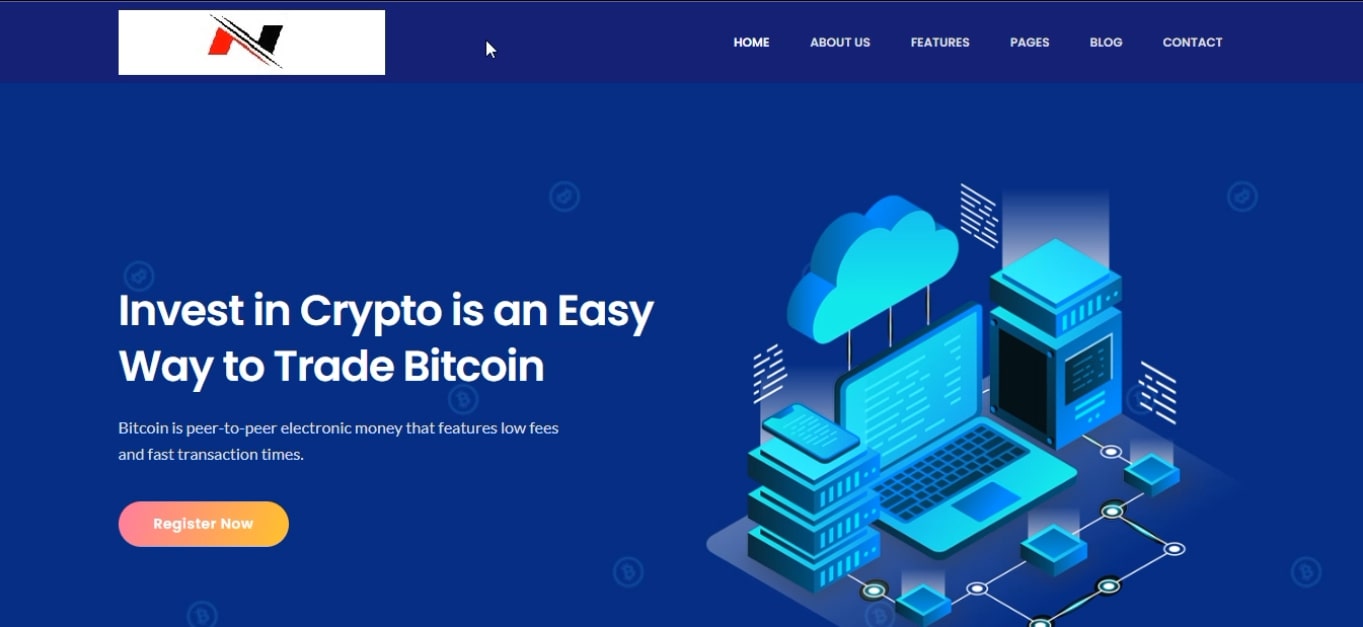 HOME ABOUT US FEATURES PAGES BLOG CONTACT
Invest in Crypto is an Easy
Way to Trade Bitcoin
Bitcoin is peer-to-peer electronic money that features low fees
and fast transaction times.
Register Now